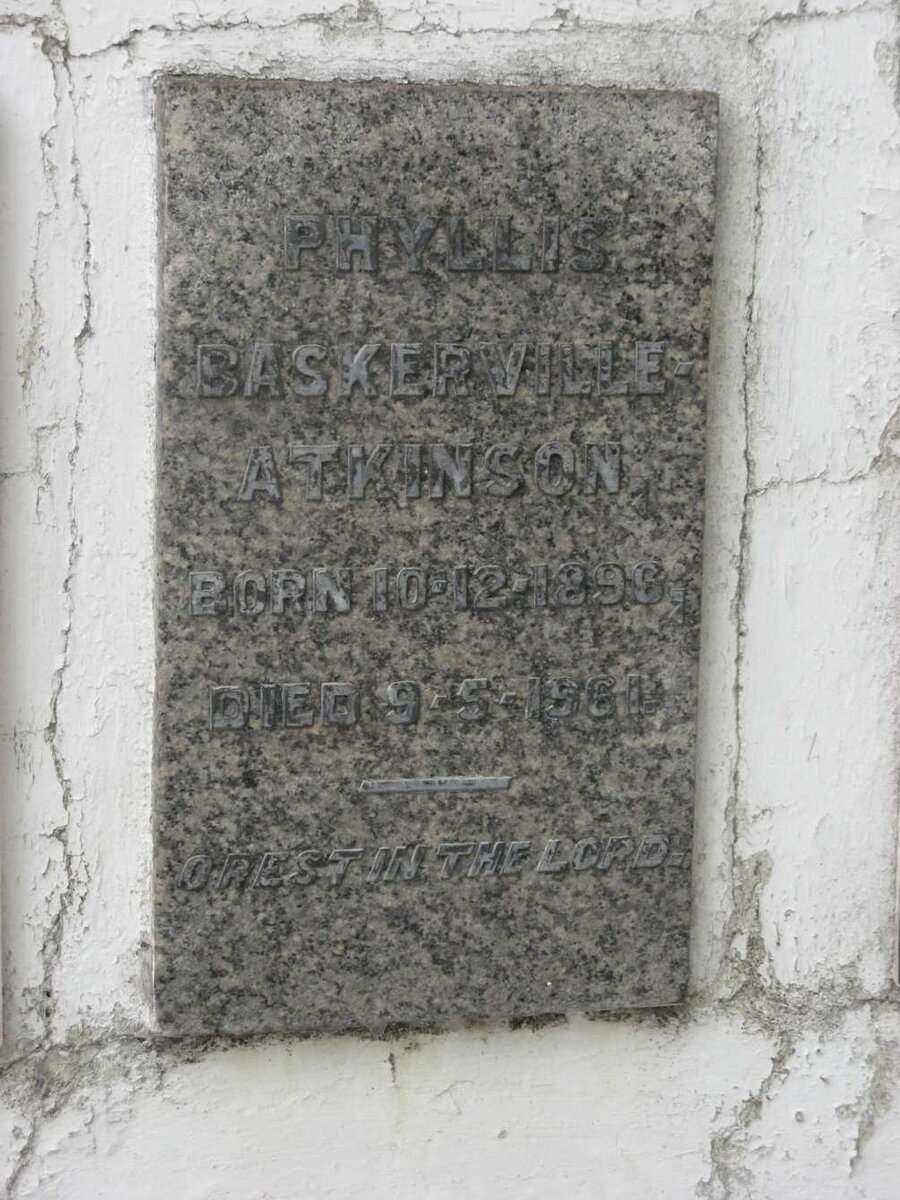 PHYLLIS
BASKERVILLE-
ATKINSON,
BORN 10-12-1896,
DIED 9-5-1961.
O REST IN THE LORD.